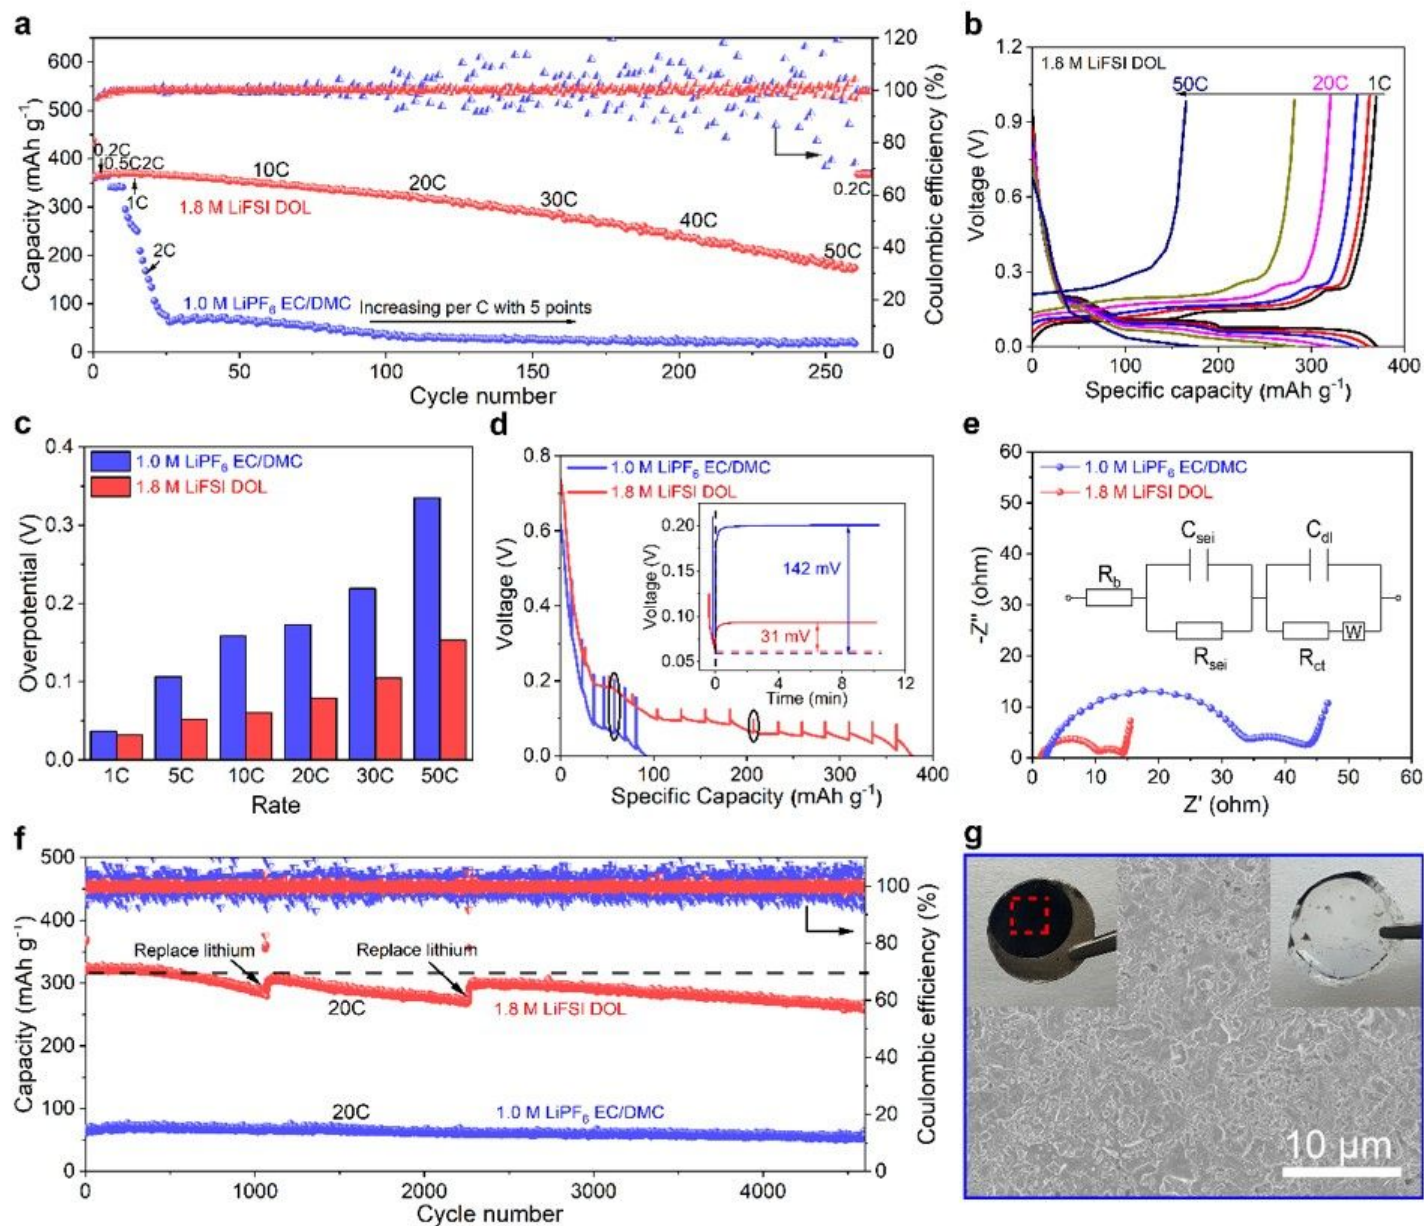 a
600
500
400
300
200
100
0
Capacity (mAh g⁻¹)
0.2C
0.5C2C
1C
2C
10C
20C
30C
40C
50C
0.2C
1.8 M LiFSI DOL
1.0 M LiPF₆ EC/DMC
Increasing per C with 5 points
0 50 100 150 200 250
Cycle number
120
100
80
60
40
20
0
Coulombic efficiency (%)
b
1.2
0.9
0.6
0.3
0.0
Voltage (V)
1.8 M LiFSI DOL
50C 20C 1C
0 100 200 300 400
Specific capacity (mAh g⁻¹)
c
0.4
0.3
0.2
0.1
0.0
Overpotential (V)
1.0 M LiPF₆ EC/DMC
1.8 M LiFSI DOL
1C 5C 10C 20C 30C 50C
Rate
d
0.8
0.6
0.4
0.2
0.0
Voltage (V)
1.0 M LiPF₆ EC/DMC
1.8 M LiFSI DOL
0.20
0.15
0.10
0.05
Voltage (V)
142 mV
31 mV
0 4 8 12
Time (min)
0 100 200 300 400
Specific Capacity (mAh g⁻¹)
e
60
50
40
30
20
10
0
-Z'' (ohm)
1.0 M LiPF₆ EC/DMC
1.8 M LiFSI DOL
C_sei C_dl
R_b
W
R_sei R_ct
0 10 20 30 40 50 60
Z' (ohm)
f
500
400
300
200
100
0
Capacity (mAh g⁻¹)
Replace lithium
Replace lithium
20C
1.8 M LiFSI DOL
20C
1.0 M LiPF₆ EC/DMC
0 1000 2000 3000 4000
Cycle number
100
80
60
40
20
0
Coulombic efficiency (%)
g
10 µm